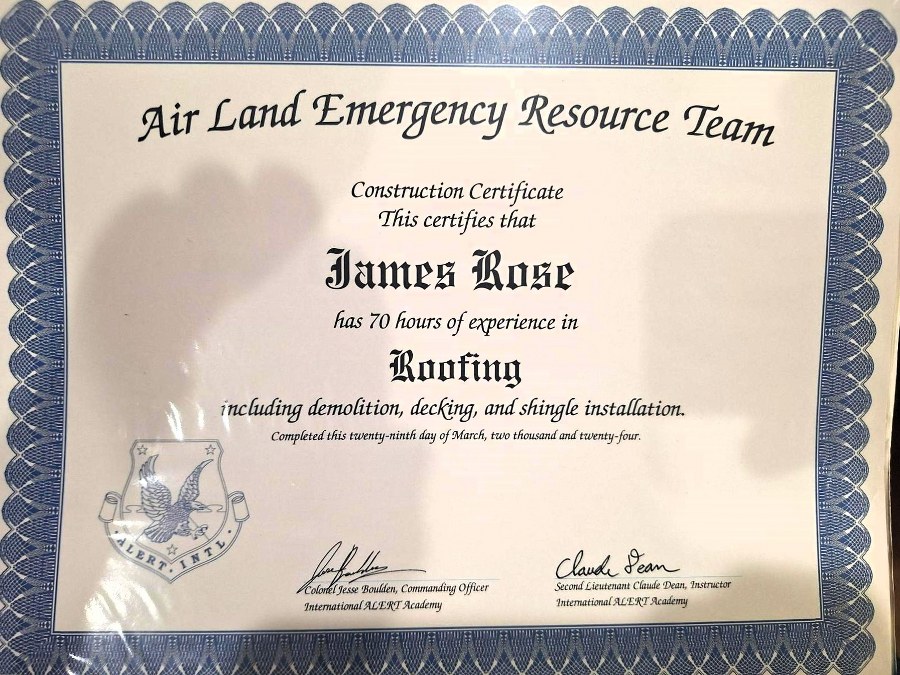 Air Land Emergency Resource Team
Construction Certificate
This certifies that
James Rose
has 70 hours of experience in
Roofing
including demolition, decking, and shingle installation.
Completed this twenty-ninth day of March, two thousand and twenty-four.
ALERT · INTL
Colonel Jesse Boulden, Commanding Officer
International ALERT Academy
Claude Dean
Second Lieutenant Claude Dean, Instructor
International ALERT Academy